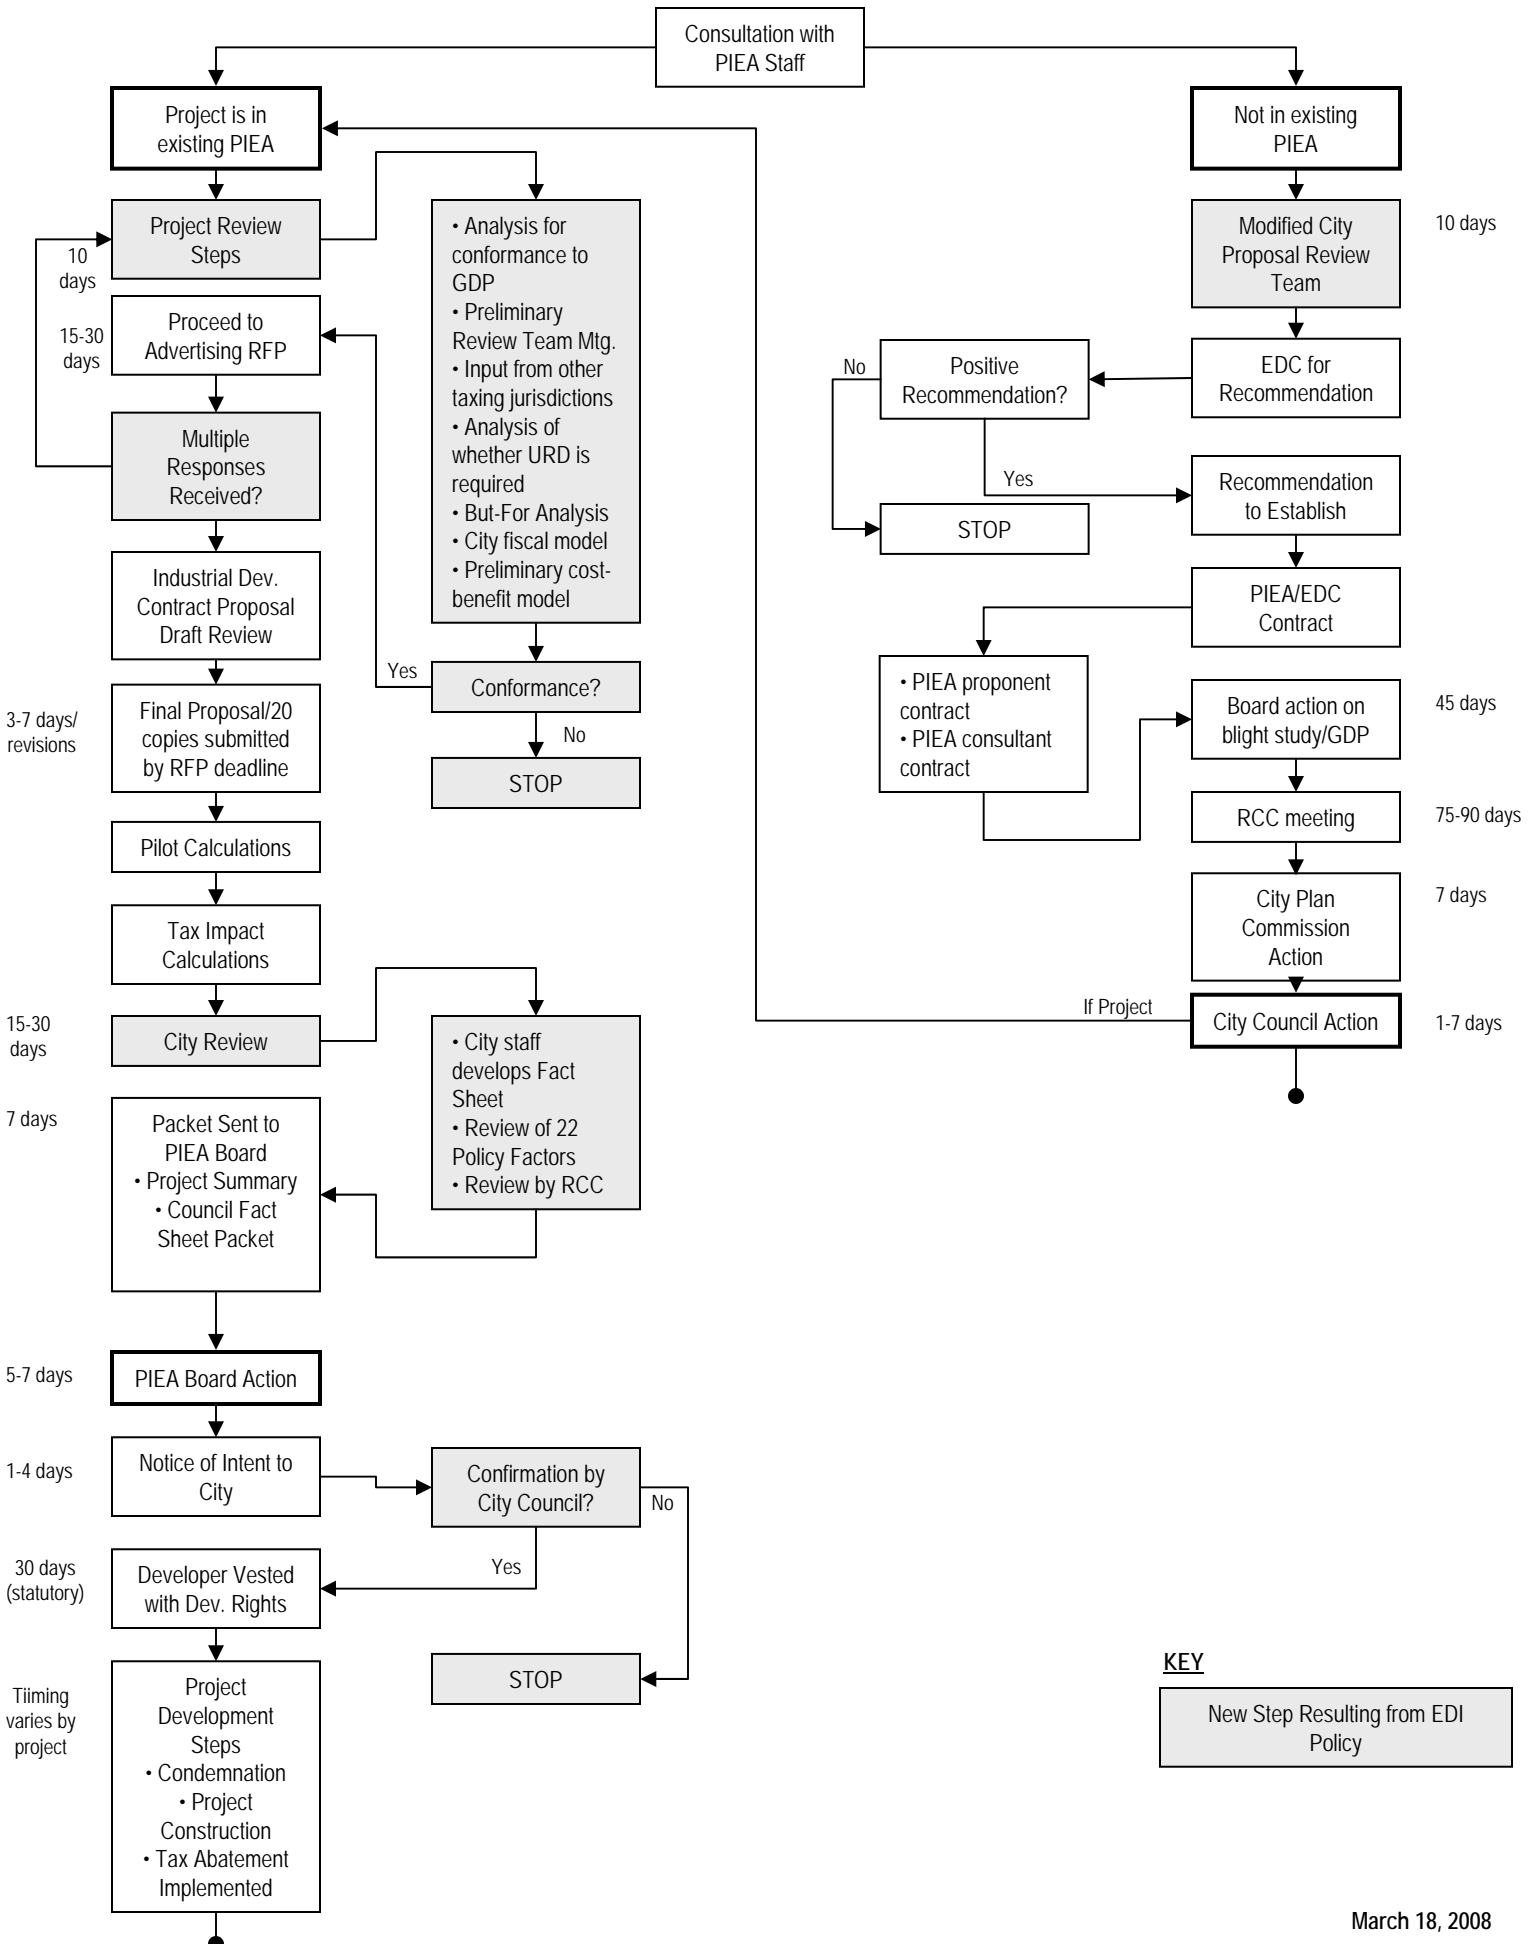 Consultation with
PIEA Staff
Project is in
existing PIEA
Not in existing
PIEA
Project Review
Steps
10
days
Proceed to
Advertising RFP
15-30
days
Multiple
Responses
Received?
• Analysis for
conformance to
GDP
• Preliminary
Review Team Mtg.
• Input from other
taxing jurisdictions
• Analysis of
whether URD is
required
• But-For Analysis
• City fiscal model
• Preliminary cost-
benefit model
Yes
Conformance?
No
STOP
Industrial Dev.
Contract Proposal
Draft Review
3-7 days/
revisions
Final Proposal/20
copies submitted
by RFP deadline
Pilot Calculations
Tax Impact
Calculations
15-30
days
City Review
• City staff
develops Fact
Sheet
• Review of 22
Policy Factors
• Review by RCC
7 days
Packet Sent to
PIEA Board
• Project Summary
• Council Fact
Sheet Packet
5-7 days
PIEA Board Action
1-4 days
Notice of Intent to
City
Confirmation by
City Council?
No
Yes
30 days
(statutory)
Developer Vested
with Dev. Rights
STOP
Tiiming
varies by
project
Project
Development
Steps
• Condemnation
• Project
Construction
• Tax Abatement
Implemented
Modified City
Proposal Review
Team
10 days
EDC for
Recommendation
Positive
Recommendation?
No
Yes
STOP
Recommendation
to Establish
PIEA/EDC
Contract
• PIEA proponent
contract
• PIEA consultant
contract
Board action on
blight study/GDP
45 days
RCC meeting
75-90 days
City Plan
Commission
Action
7 days
If Project
City Council Action
1-7 days
KEY
New Step Resulting from EDI
Policy
March 18, 2008